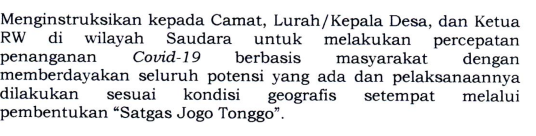 Menginstruksikan kepada Camat, Lurah/Kepala Desa, dan Ketua
RW di wilayah Saudara untuk melakukan percepatan
penanganan Covid-19 berbasis masyarakat dengan
memberdayakan seluruh potensi yang ada dan pelaksanaannya
dilakukan sesuai kondisi geografis setempat melalui
pembentukan “Satgas Jogo Tonggo”.